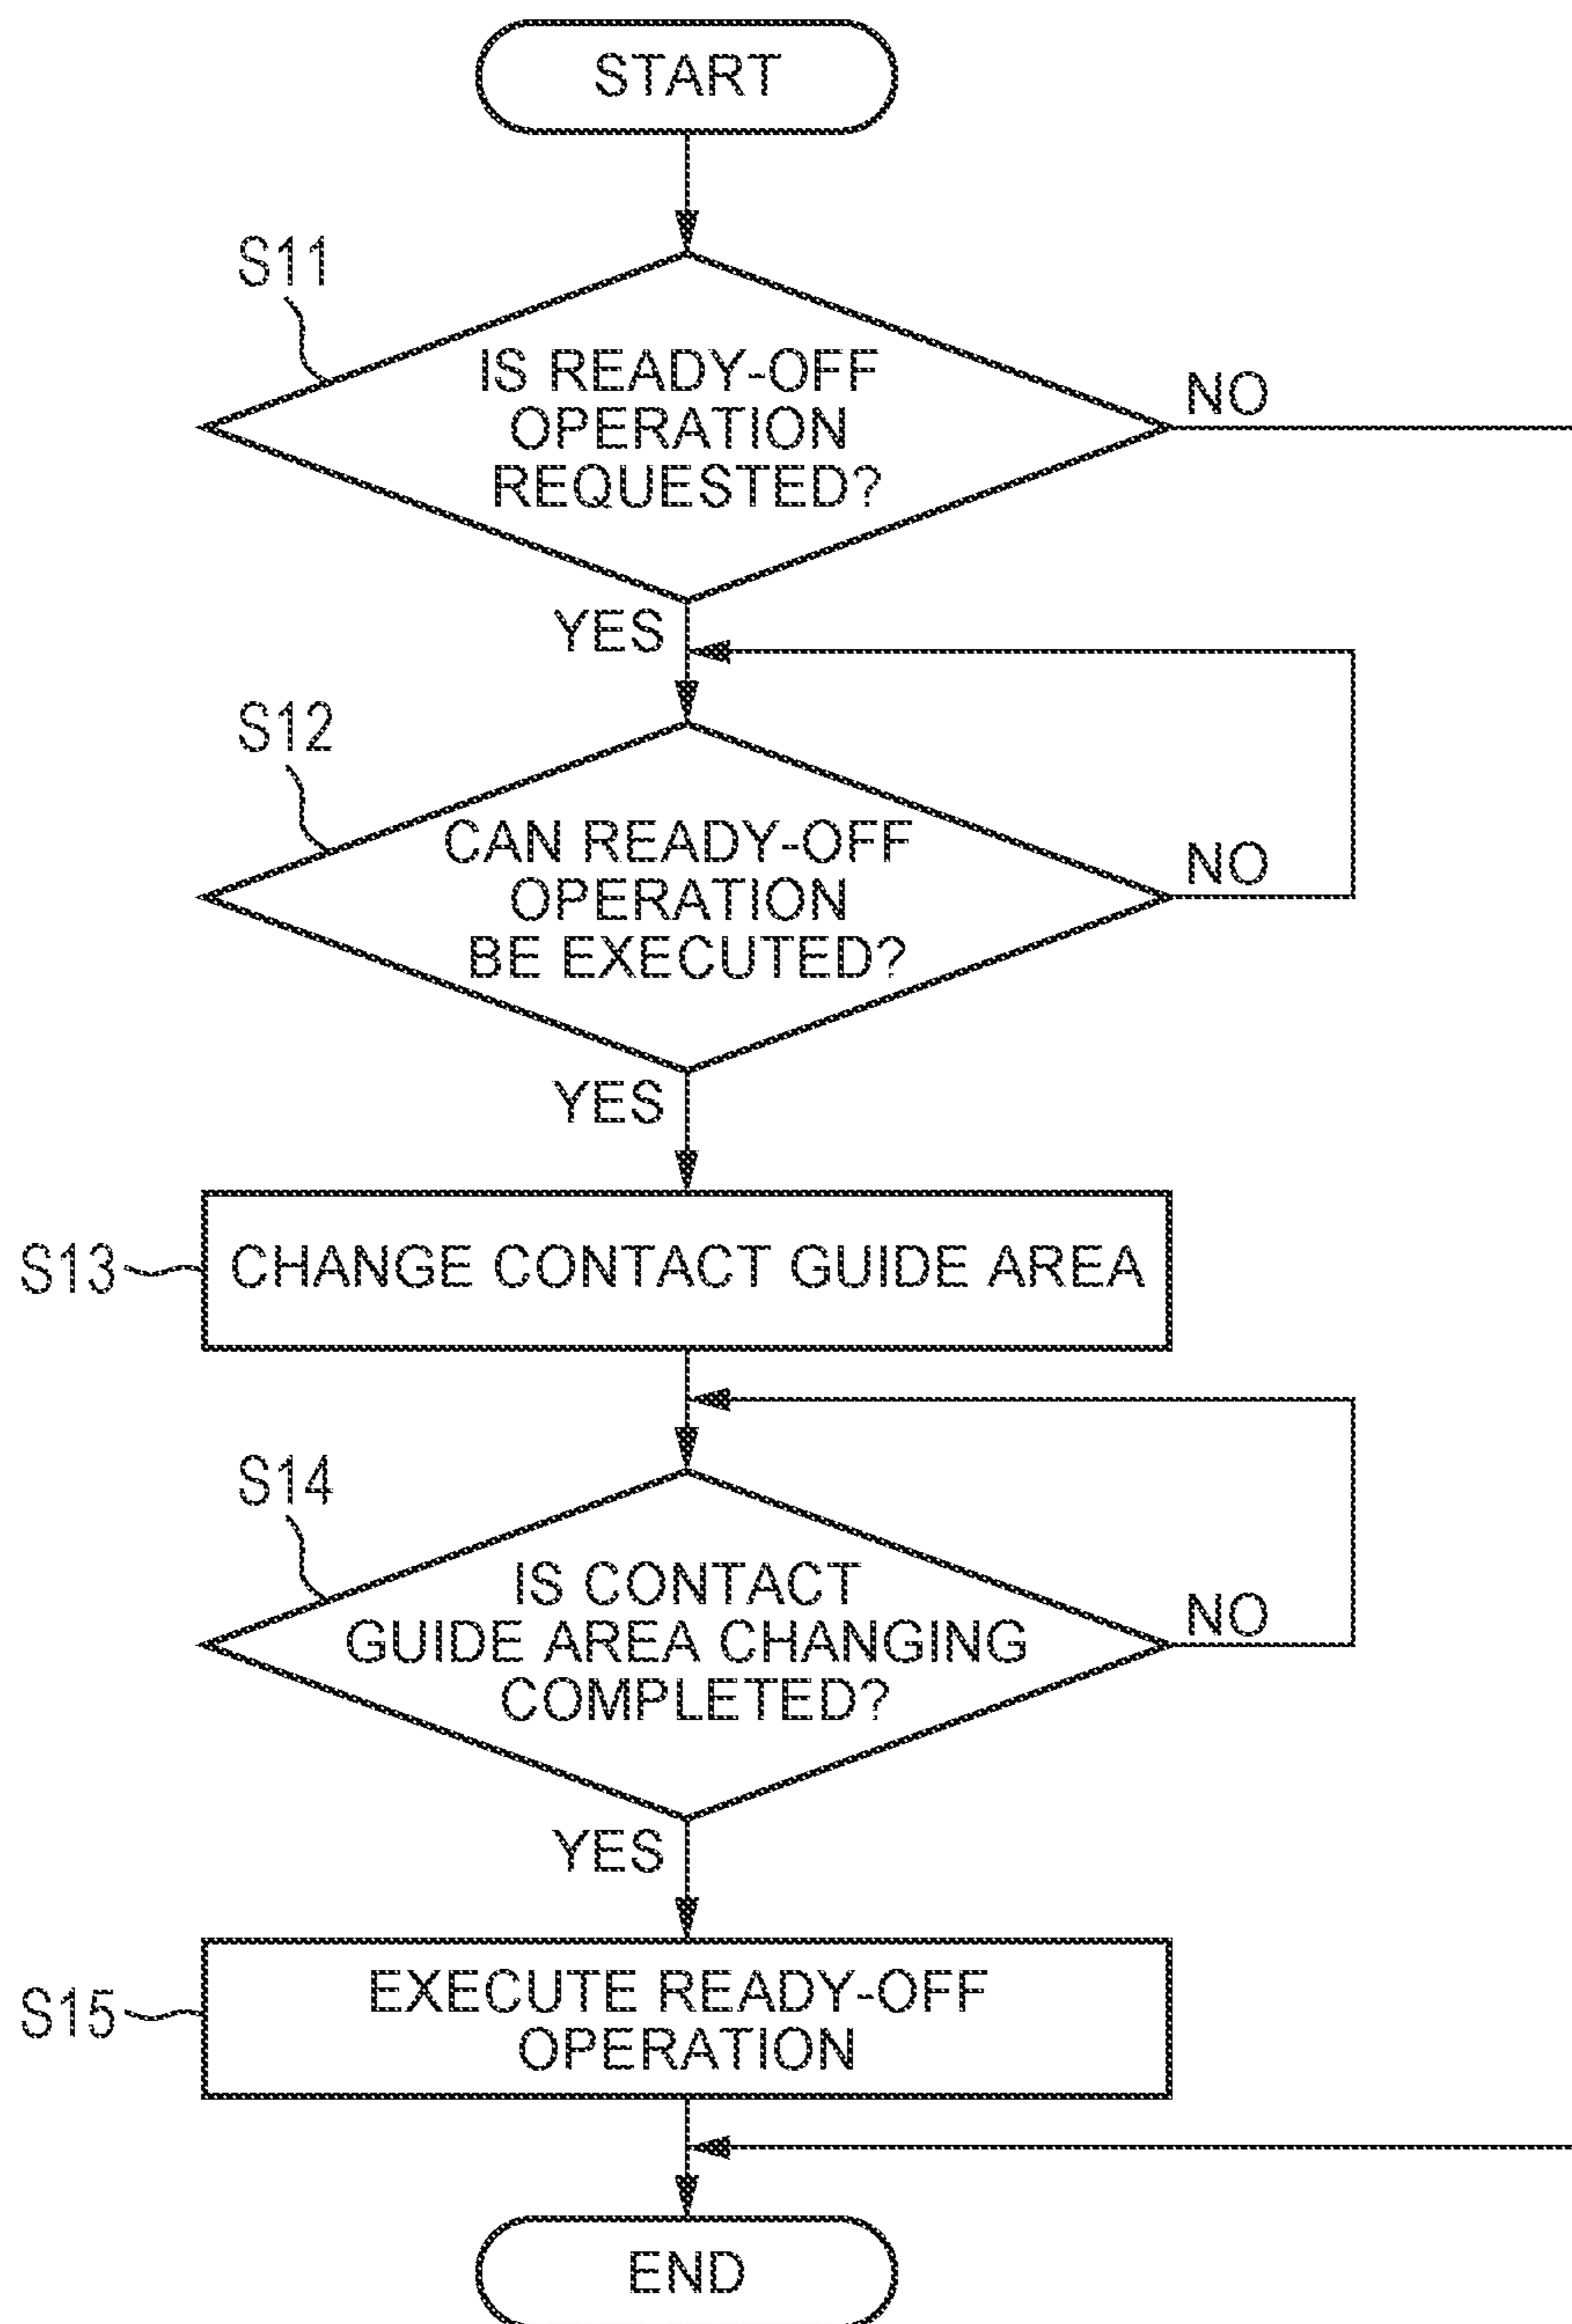 START
S11
IS READY-OFF
OPERATION
REQUESTED?
NO
YES
S12
CAN READY-OFF
OPERATION
BE EXECUTED?
NO
YES
S13
CHANGE CONTACT GUIDE AREA
S14
IS CONTACT
GUIDE AREA CHANGING
COMPLETED?
NO
YES
S15
EXECUTE READY-OFF
OPERATION
END